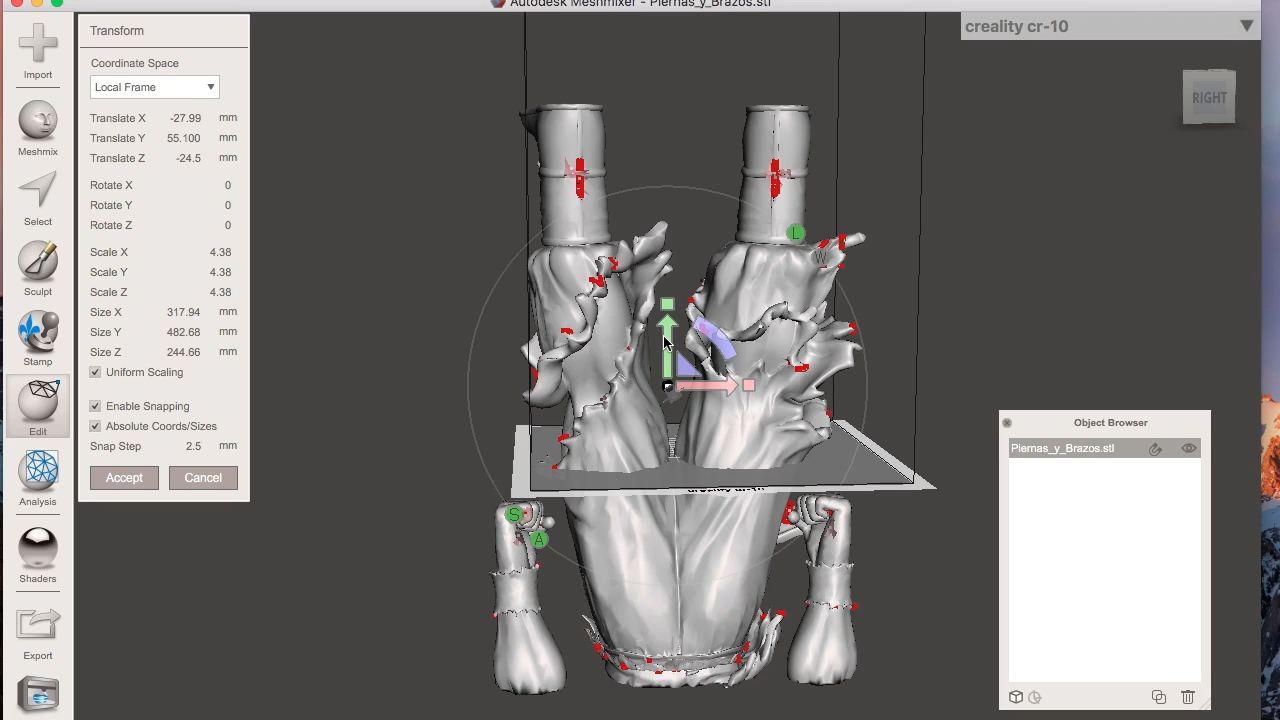 Autodesk Meshmixer - Piernas_y_Brazos.stl
creality cr-10
RIGHT
Import
Meshmix
Select
Sculpt
Stamp
Edit
Analysis
Shaders
Export
Transform
Coordinate Space
Local Frame
Translate X -27.99 mm
Translate Y 55.100 mm
Translate Z -24.5 mm
Rotate X 0
Rotate Y 0
Rotate Z 0
Scale X 4.38
Scale Y 4.38
Scale Z 4.38
Size X 317.94 mm
Size Y 482.68 mm
Size Z 244.66 mm
Uniform Scaling
Enable Snapping
Absolute Coords/Sizes
Snap Step 2.5 mm
Accept Cancel
L
W
S
A
Object Browser
Piernas_y_Brazos.stl